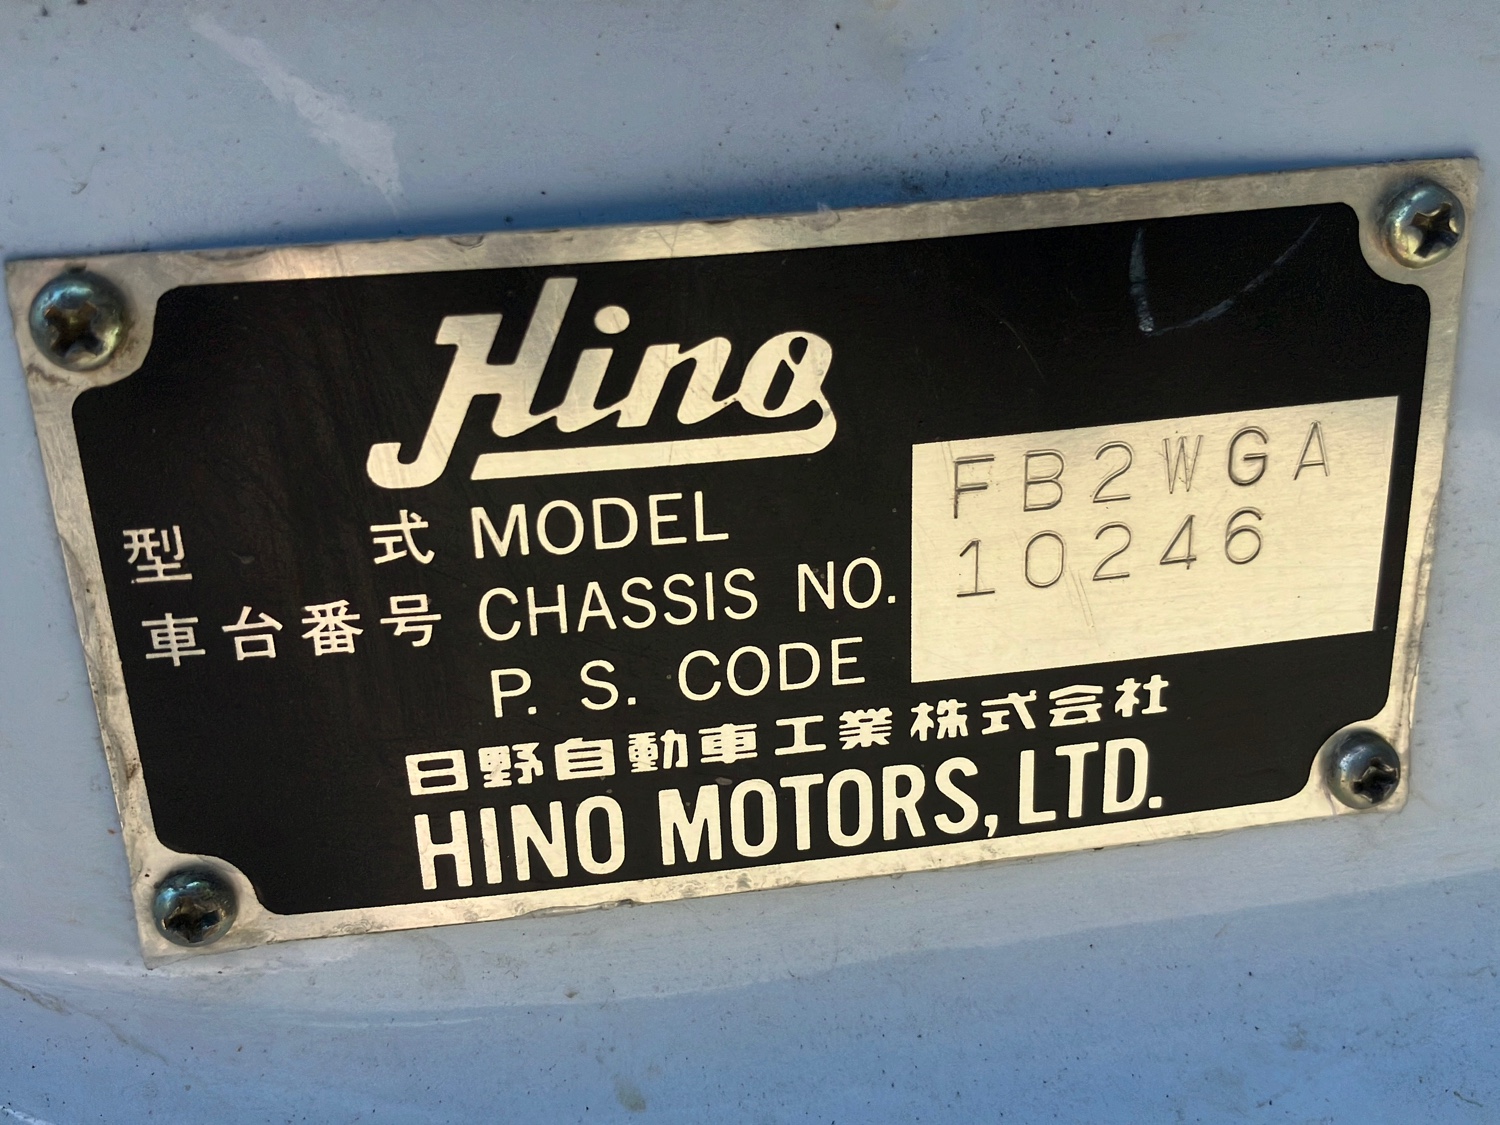 Hino
型式 MODEL FB2WGA
車台番号 CHASSIS NO. 10246
P. S. CODE
日野自動車工業株式会社
HINO MOTORS, LTD.